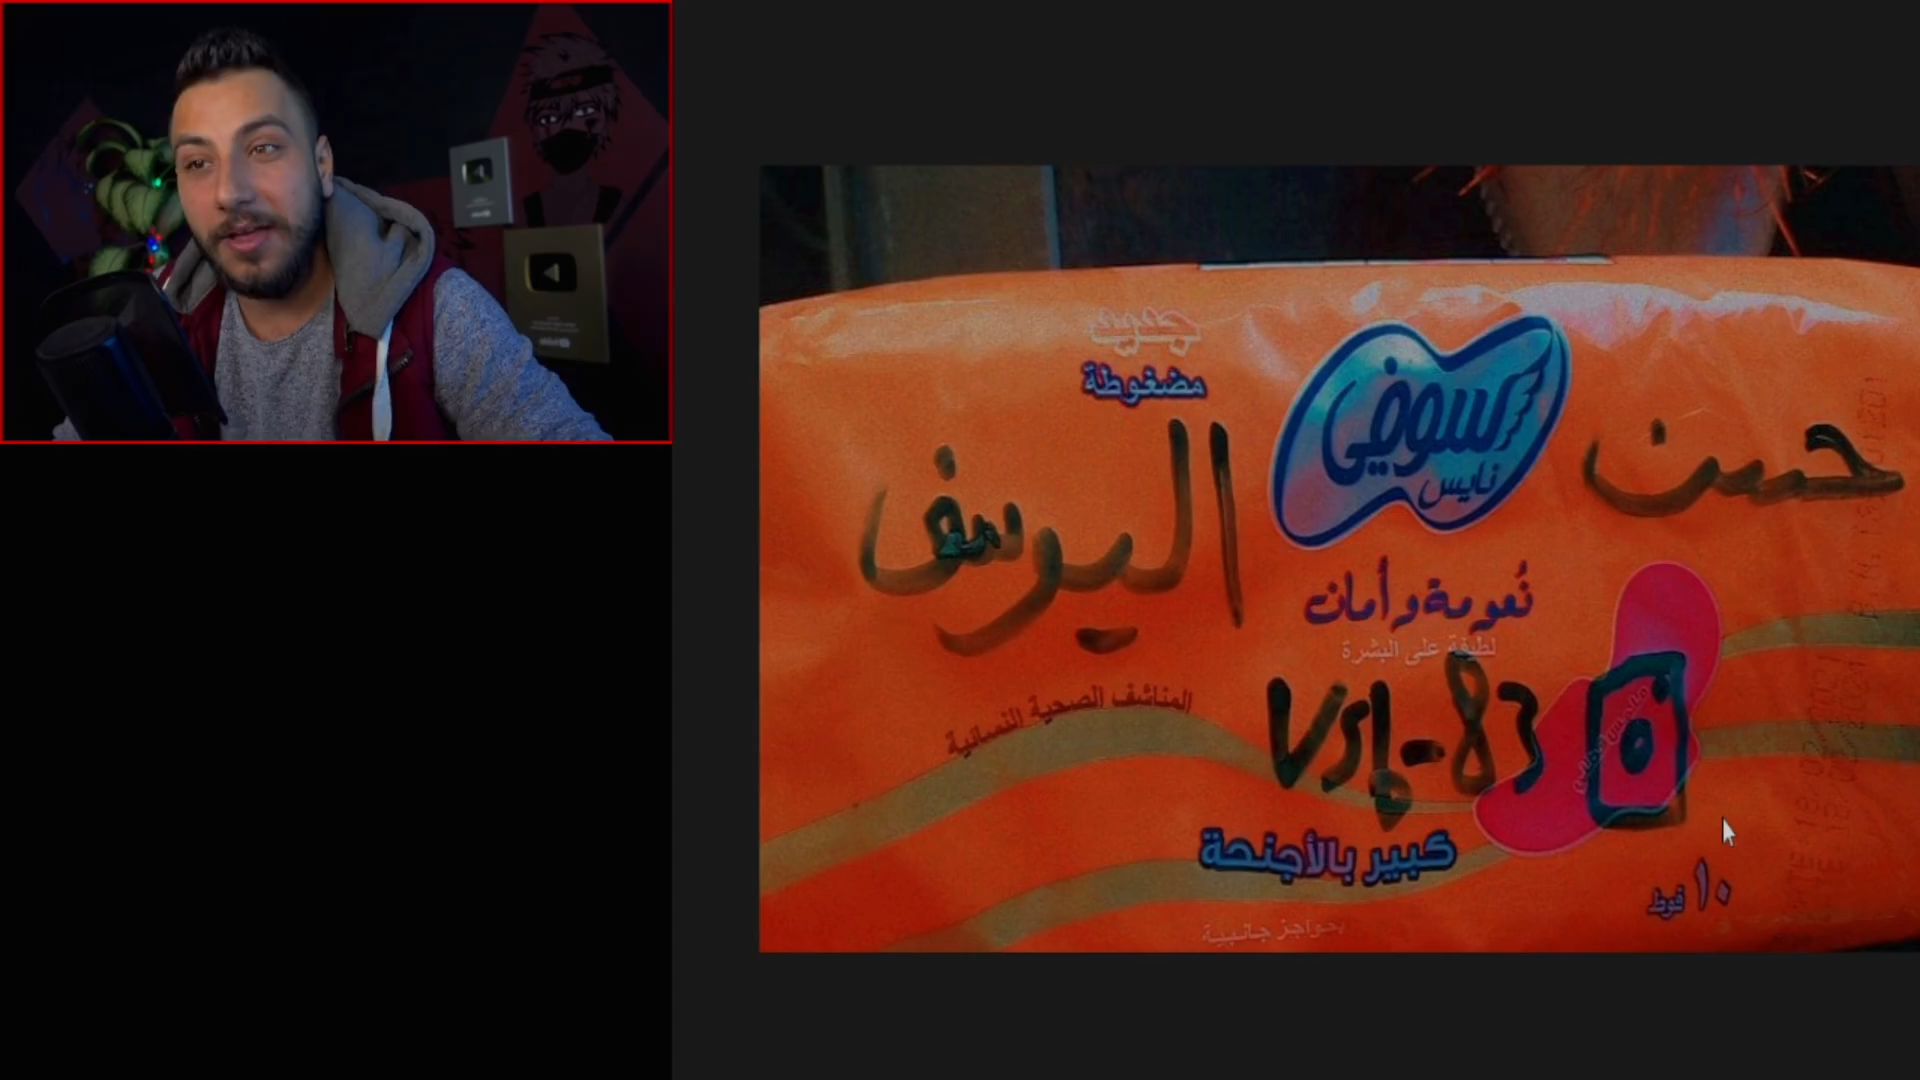 جديد
مضغوطة
سوفي
نايس
حسن
اليوسف
نعومة وأمان
لطيفة على البشرة
المناشف الصحية النسائية
كبير بالأجنحة
١٠ فوط
بحواجز جانبية